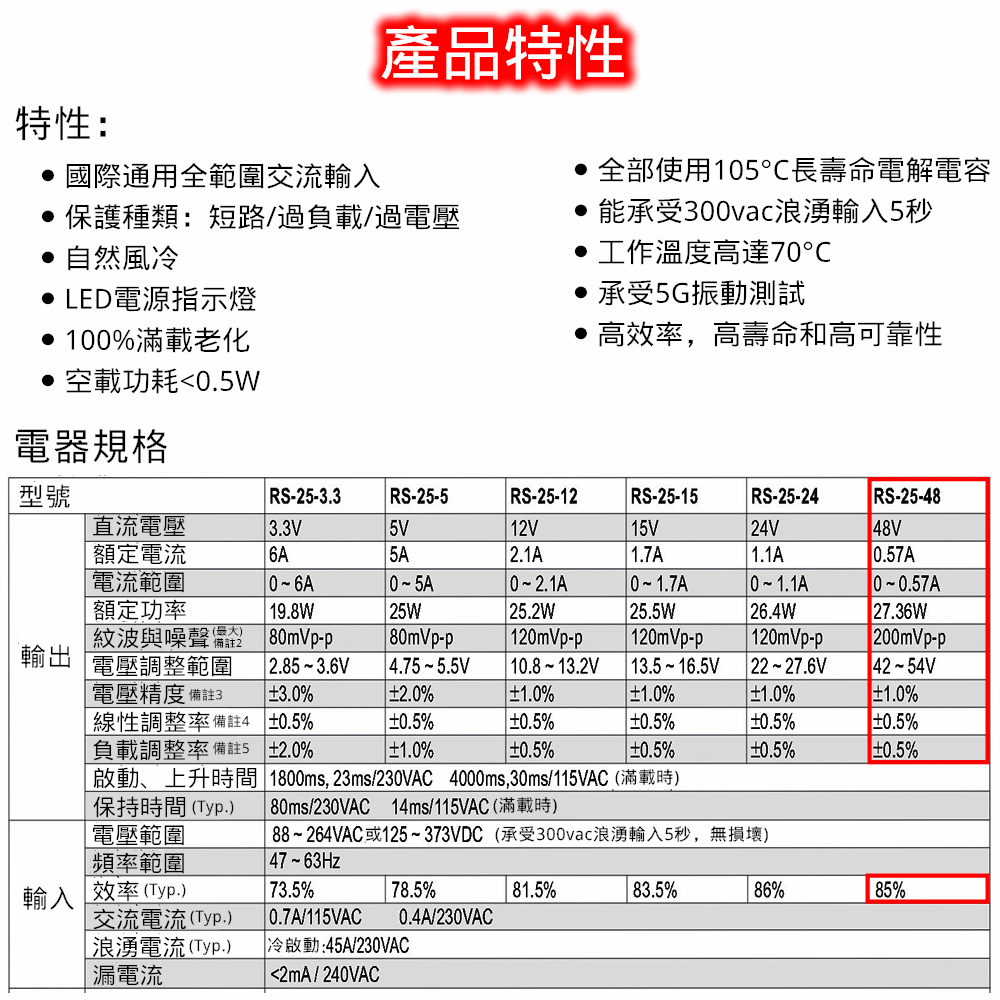 產品特性
特性：
● 國際通用全範圍交流輸入
● 保護種類：短路/過負載/過電壓
● 自然風冷
● LED電源指示燈
● 100%滿載老化
● 空載功耗<0.5W
● 全部使用105°C長壽命電解電容
● 能承受300vac浪湧輸入5秒
● 工作溫度高達70°C
● 承受5G振動測試
● 高效率，高壽命和高可靠性
電器規格
型號 RS-25-3.3 RS-25-5 RS-25-12 RS-25-15 RS-25-24 RS-25-48
輸出
直流電壓 3.3V 5V 12V 15V 24V 48V
額定電流 6A 5A 2.1A 1.7A 1.1A 0.57A
電流範圍 0~6A 0~5A 0~2.1A 0~1.7A 0~1.1A 0~0.57A
額定功率 19.8W 25W 25.2W 25.5W 26.4W 27.36W
紋波與噪聲(最大)備註2 80mVp-p 80mVp-p 120mVp-p 120mVp-p 120mVp-p 200mVp-p
電壓調整範圍 2.85~3.6V 4.75~5.5V 10.8~13.2V 13.5~16.5V 22~27.6V 42~54V
電壓精度備註3 ±3.0% ±2.0% ±1.0% ±1.0% ±1.0% ±1.0%
線性調整率備註4 ±0.5% ±0.5% ±0.5% ±0.5% ±0.5% ±0.5%
負載調整率備註5 ±2.0% ±1.0% ±0.5% ±0.5% ±0.5% ±0.5%
啟動、上升時間 1800ms, 23ms/230VAC 4000ms,30ms/115VAC (滿載時)
保持時間 (Typ.) 80ms/230VAC 14ms/115VAC (滿載時)
輸入
電壓範圍 88~264VAC或125~373VDC (承受300vac浪湧輸入5秒，無損壞)
頻率範圍 47~63Hz
效率 (Typ.) 73.5% 78.5% 81.5% 83.5% 86% 85%
交流電流 (Typ.) 0.7A/115VAC 0.4A/230VAC
浪湧電流 (Typ.) 冷啟動:45A/230VAC
漏電流 <2mA / 240VAC